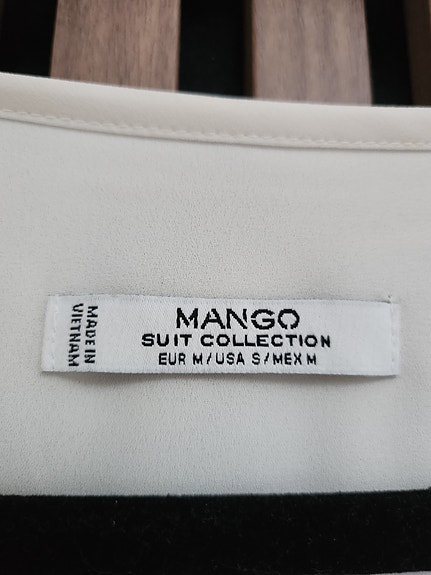 MANGO
SUIT COLLECTION
EUR M/USA S/MEX M
MADE IN
VIETNAM